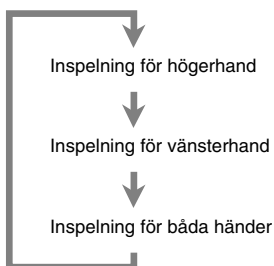 Inspelning för högerhand
Inspelning för vänsterhand
Inspelning för båda händer